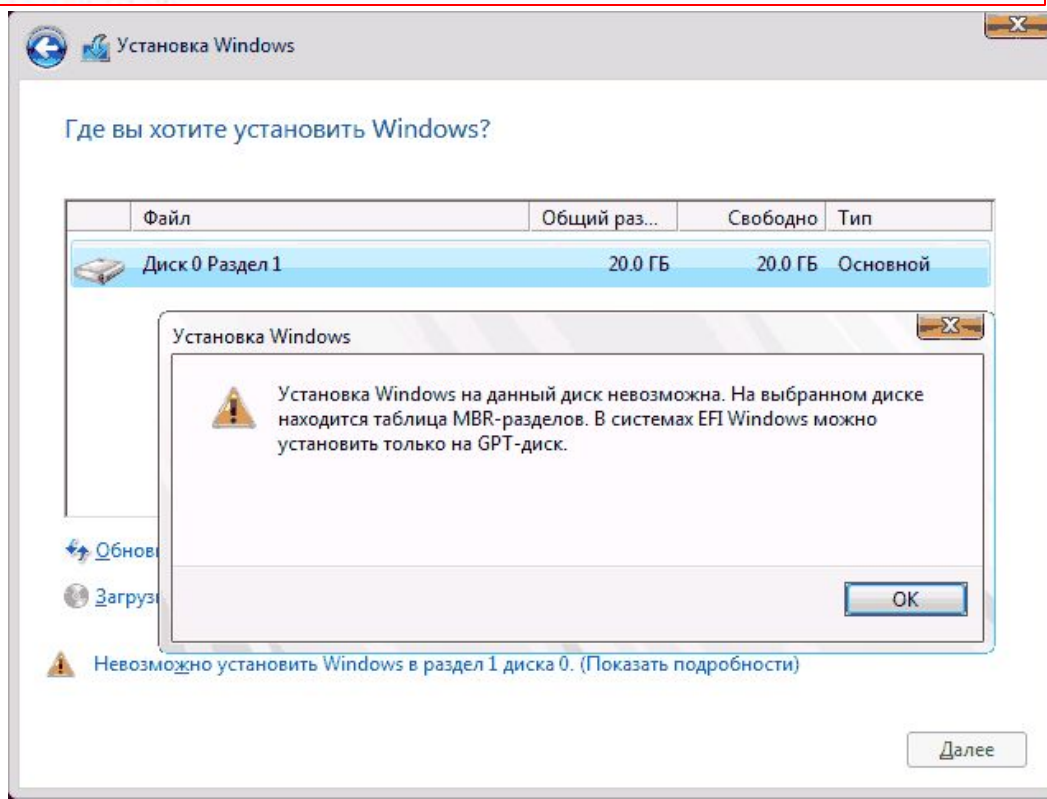 Установка Windows
Где вы хотите установить Windows?
Файл Общий раз... Свободно Тип
Диск 0 Раздел 1 20.0 ГБ 20.0 ГБ Основной
Установка Windows
Установка Windows на данный диск невозможна. На выбранном диске
находится таблица MBR-разделов. В системах EFI Windows можно
установить только на GPT-диск.
OK
Невозможно установить Windows в раздел 1 диска 0. (Показать подробности)
Далее